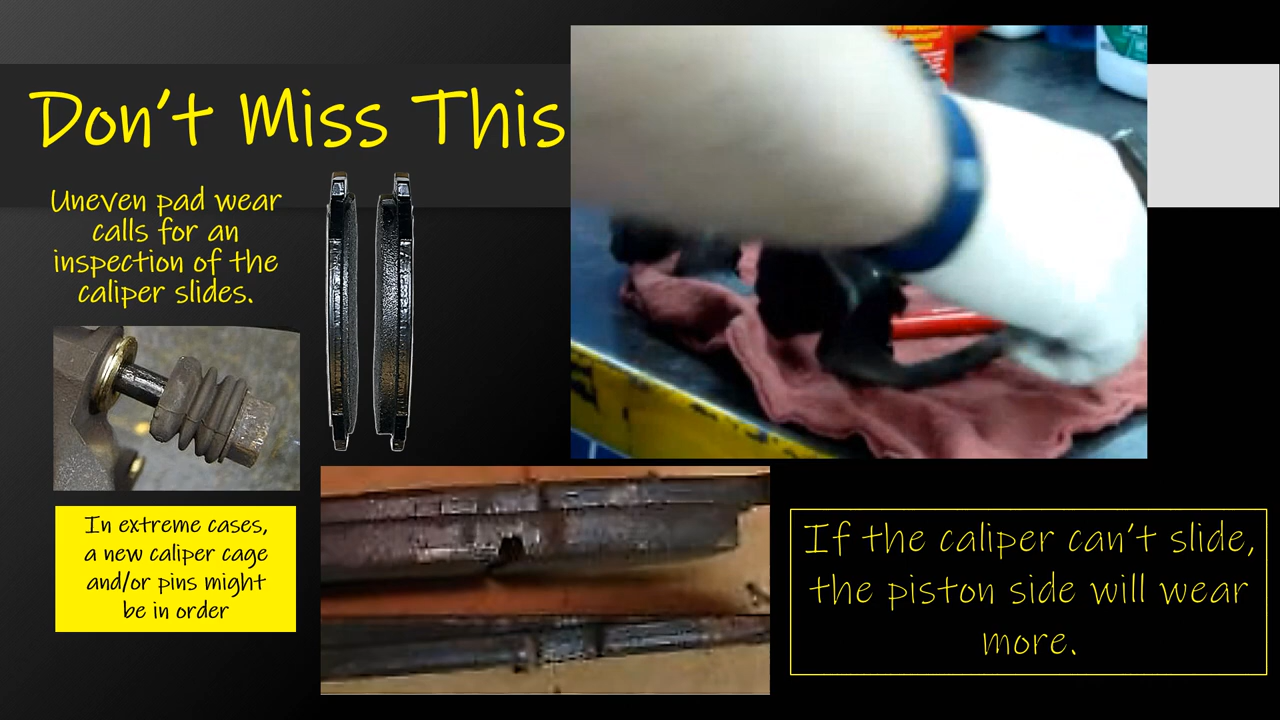 Don't Miss This
Uneven pad wear
calls for an
inspection of the
caliper slides.
In extreme cases,
a new caliper cage
and/or pins might
be in order
If the caliper can't slide,
the piston side will wear
more.